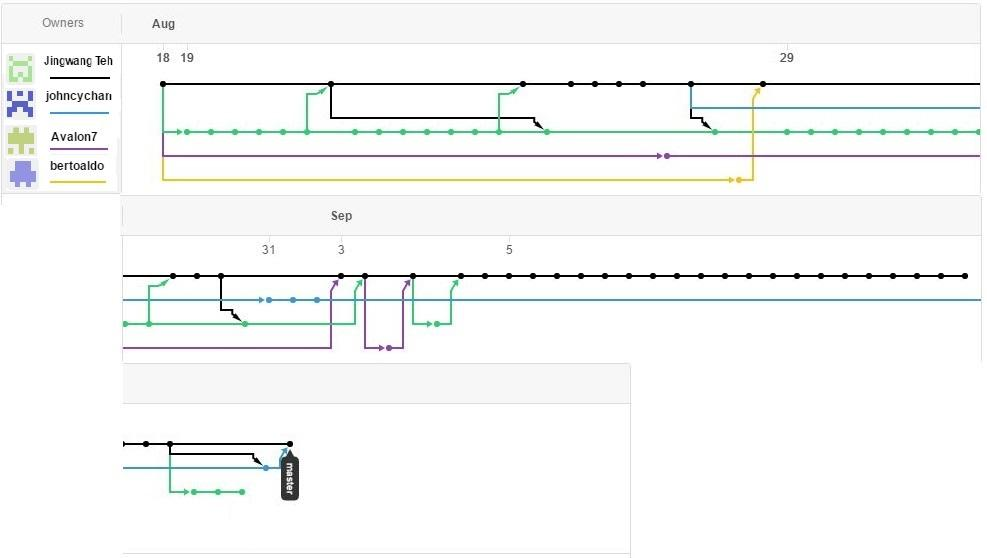 Owners
Aug
18 19 29
Jingwang Teh
johncychan
Avalon7
bertoaldo
Sep
31 3 5
master